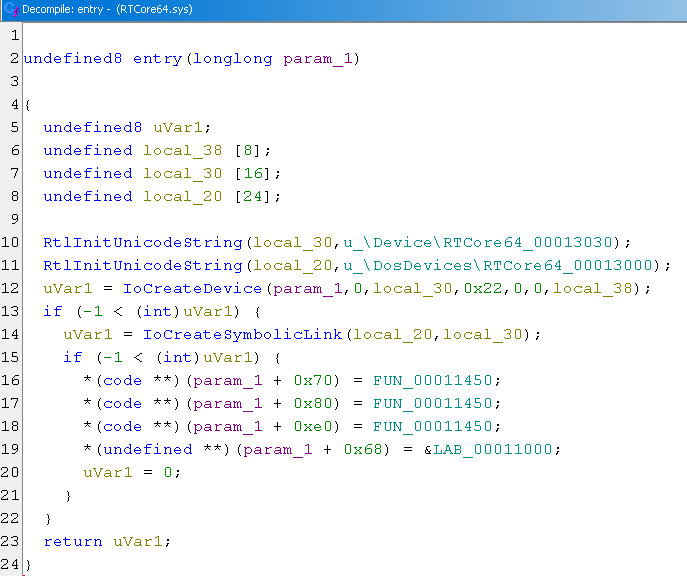 Decompile: entry - (RTCore64.sys)
1
2 undefined8 entry(longlong param_1)
3
4 {
5   undefined8 uVar1;
6   undefined local_38 [8];
7   undefined local_30 [16];
8   undefined local_20 [24];
9
10   RtlInitUnicodeString(local_30,u_\Device\RTCore64_00013030);
11   RtlInitUnicodeString(local_20,u_\DosDevices\RTCore64_00013000);
12   uVar1 = IoCreateDevice(param_1,0,local_30,0x22,0,0,local_38);
13   if (-1 < (int)uVar1) {
14     uVar1 = IoCreateSymbolicLink(local_20,local_30);
15     if (-1 < (int)uVar1) {
16       *(code **)(param_1 + 0x70) = FUN_00011450;
17       *(code **)(param_1 + 0x80) = FUN_00011450;
18       *(code **)(param_1 + 0xe0) = FUN_00011450;
19       *(undefined **)(param_1 + 0x68) = &LAB_00011000;
20       uVar1 = 0;
21     }
22   }
23   return uVar1;
24 }